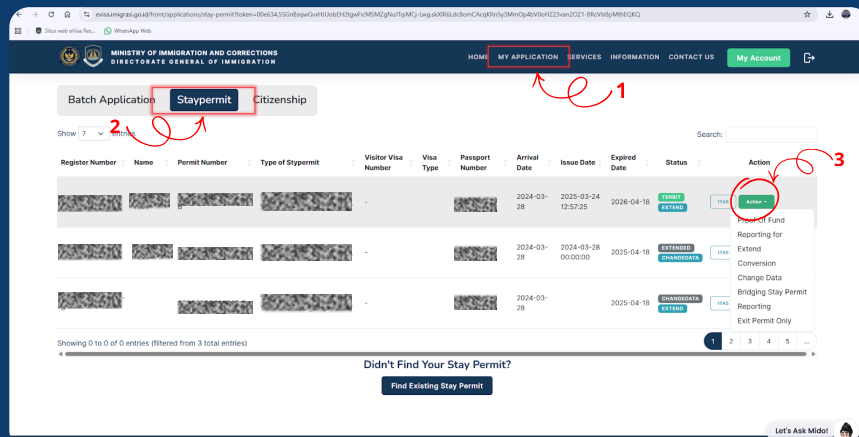 evisa.imigrasi.go.id/front/applications/stay-permit?token=
Situs web eVisa Res... WhatsApp Web
MINISTRY OF IMMIGRATION AND CORRECTIONS
DIRECTORATE GENERAL OF IMMIGRATION
HOME MY APPLICATION SERVICES INFORMATION CONTACT US My Account
1
Batch Application Staypermit Citizenship
2
Show 7 entries
Search:
3
Register Number Name Permit Number Type of Stypermit Visitor Visa Number Visa Type Passport Number Arrival Date Issue Date Expired Date Status Action
- 2024-03-28 2025-03-24 12:57:25 2026-04-18 TERBIT EXTEND ITAS Action
Proof Of Fund
Reporting for
Extend
Conversion
Change Data
Bridging Stay Permit
Reporting
Exit Permit Only
- 2024-03-28 2024-03-28 00:00:00 2025-04-18 EXTENDED CHANGEDATA ITAS
- 2024-03-28 2025-04-18 CHANGEDATA EXTEND ITAS
Showing 0 to 0 of 0 entries (filtered from 3 total entries)
1 2 3 4 5 ...
Didn't Find Your Stay Permit?
Find Existing Stay Permit
Let's Ask Mido!